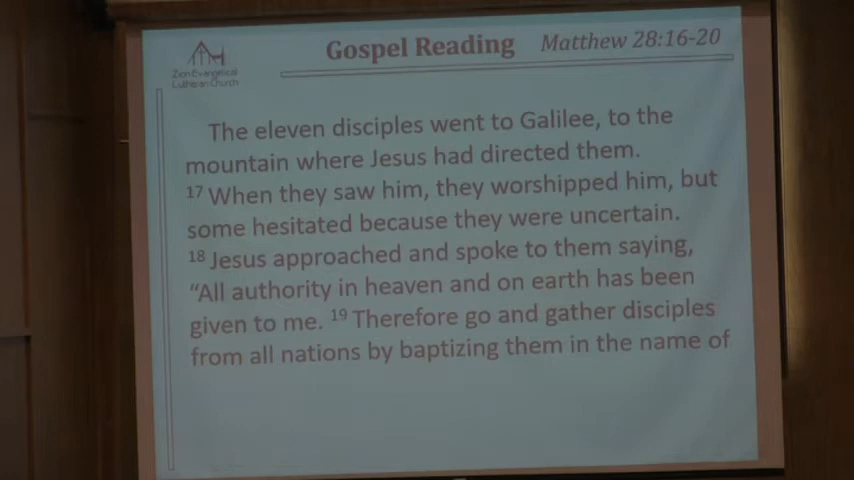 Gospel Reading Matthew 28:16-20
Zion Evangelical
Lutheran Church
The eleven disciples went to Galilee, to the
mountain where Jesus had directed them.
17 When they saw him, they worshipped him, but
some hesitated because they were uncertain.
18 Jesus approached and spoke to them saying,
“All authority in heaven and on earth has been
given to me. 19 Therefore go and gather disciples
from all nations by baptizing them in the name of